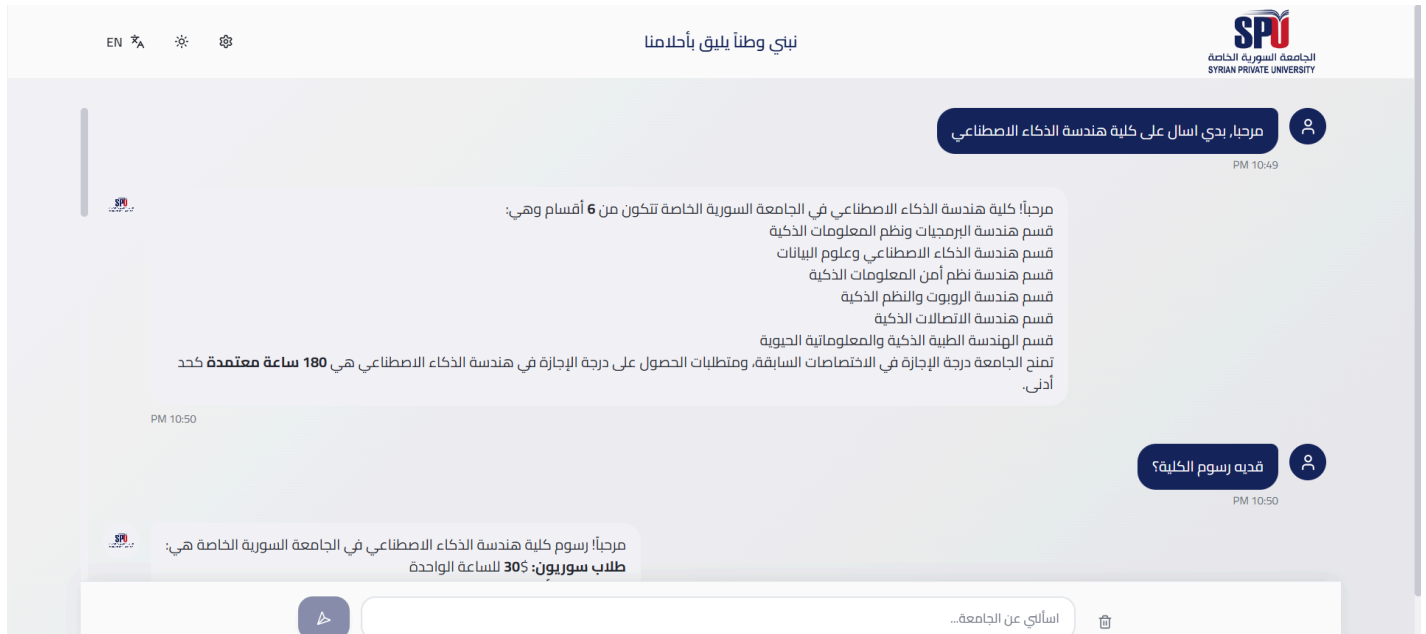 EN
نبني وطناً يليق بأحلامنا
SPU
الجامعة السورية الخاصة
SYRIAN PRIVATE UNIVERSITY
مرحبا, بدي اسال على كلية هندسة الذكاء الاصطناعي
10:49 PM
SPU
مرحباً! كلية هندسة الذكاء الاصطناعي في الجامعة السورية الخاصة تتكون من 6 أقسام وهي:
قسم هندسة البرمجيات ونظم المعلومات الذكية
قسم هندسة الذكاء الاصطناعي وعلوم البيانات
قسم هندسة نظم أمن المعلومات الذكية
قسم هندسة الروبوت والنظم الذكية
قسم هندسة الاتصالات الذكية
قسم الهندسة الطبية الذكية والمعلوماتية الحيوية
تمنح الجامعة درجة الإجازة في الاختصاصات السابقة، ومتطلبات الحصول على درجة الإجازة في هندسة الذكاء الاصطناعي هي 180 ساعة معتمدة كحد
أدنى.
10:50 PM
قديه رسوم الكلية؟
10:50 PM
SPU
مرحباً! رسوم كلية هندسة الذكاء الاصطناعي في الجامعة السورية الخاصة هي:
طلاب سوريون: 30$ للساعة الواحدة
اسألني عن الجامعة...